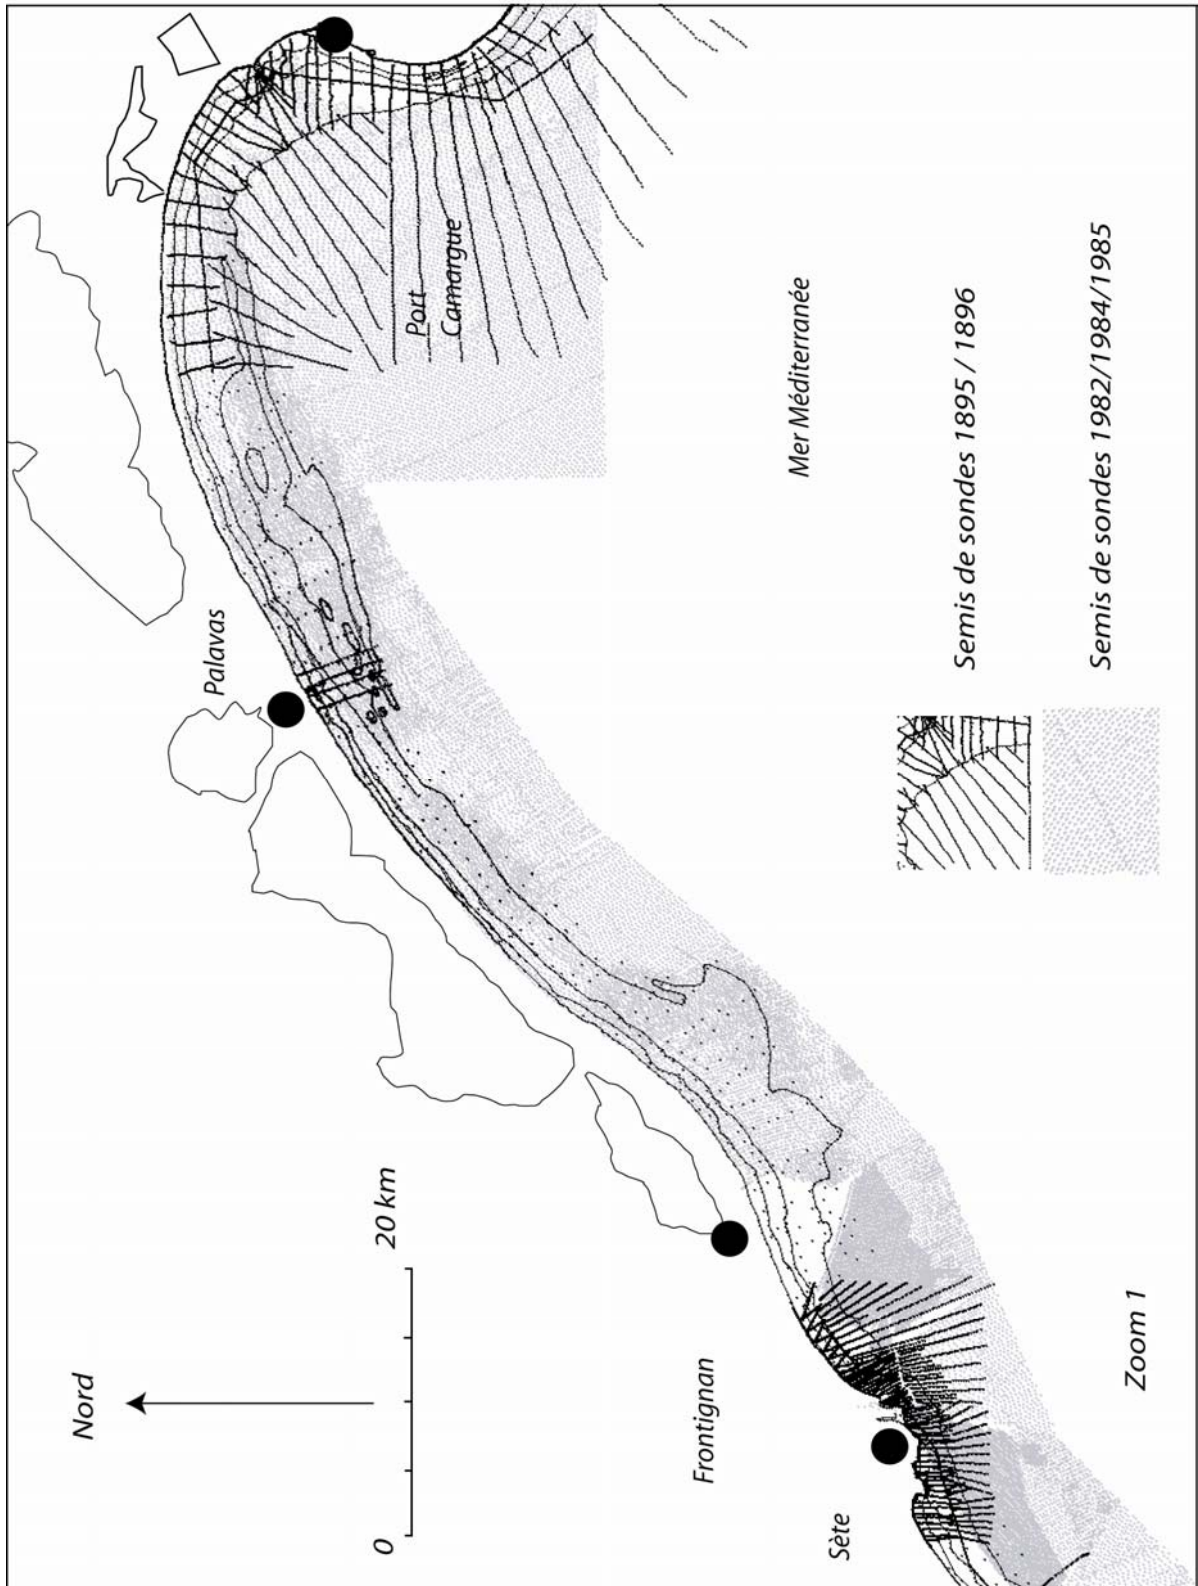 Nord
0
20 km
Palavas
Port
Camargue
Frontignan
Sète
Mer Méditerranée
Semis de sondes 1895 / 1896
Semis de sondes 1982/1984/1985
Zoom 1